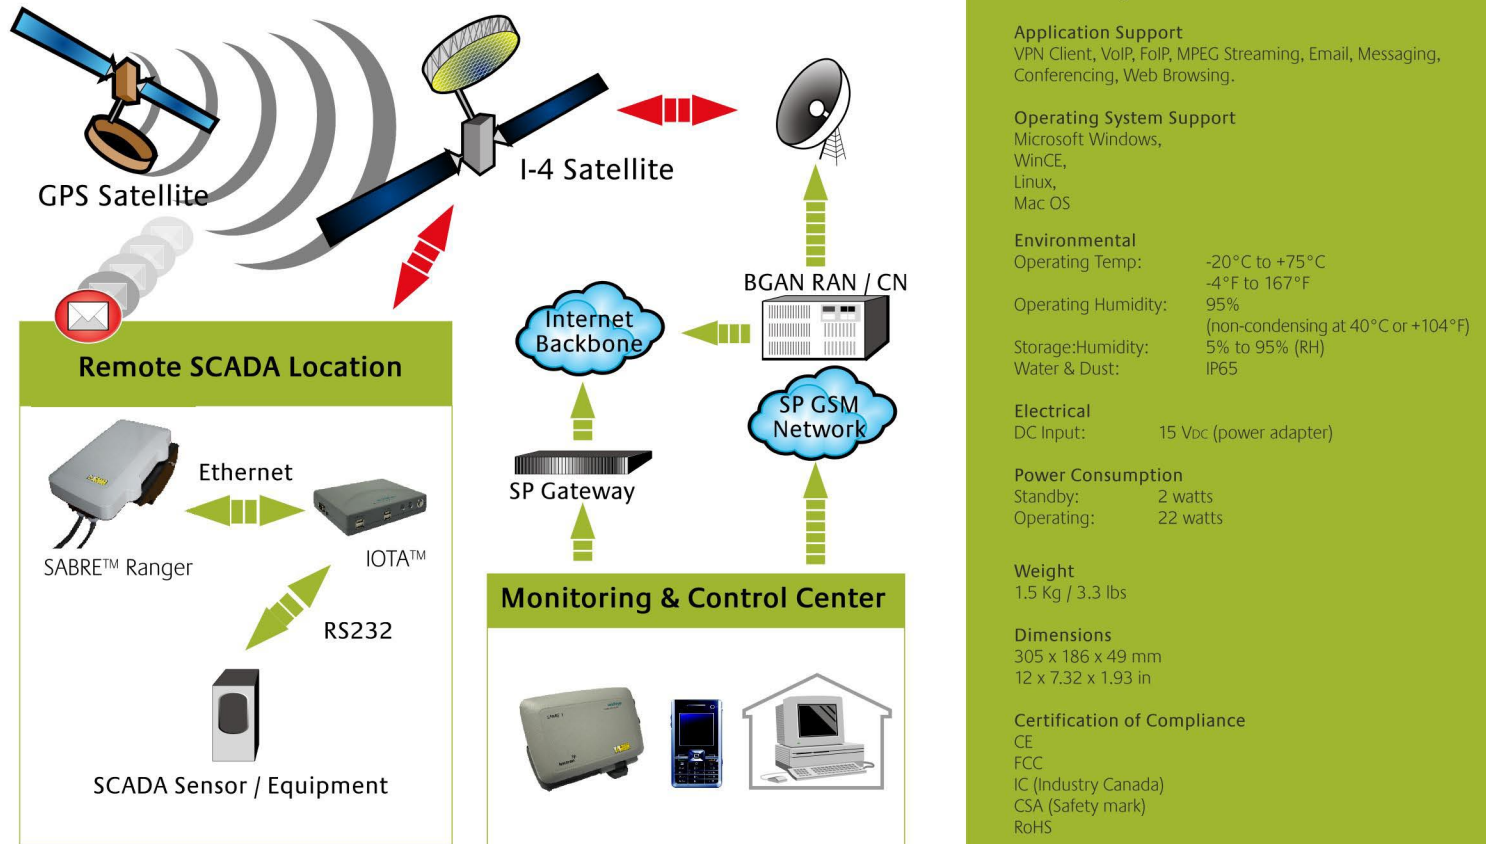 GPS Satellite
I-4 Satellite
BGAN RAN / CN
Internet
Backbone
SP GSM
Network
SP Gateway
Remote SCADA Location
Ethernet
SABRE™ Ranger
IOTA™
RS232
SCADA Sensor / Equipment
Monitoring & Control Center
Application Support
VPN Client, VoIP, FoIP, MPEG Streaming, Email, Messaging,
Conferencing, Web Browsing.
Operating System Support
Microsoft Windows,
WinCE,
Linux,
Mac OS
Environmental
Operating Temp: -20°C to +75°C
-4°F to 167°F
Operating Humidity: 95%
(non-condensing at 40°C or +104°F)
Storage:Humidity: 5% to 95% (RH)
Water & Dust: IP65
Electrical
DC Input: 15 VDC (power adapter)
Power Consumption
Standby: 2 watts
Operating: 22 watts
Weight
1.5 Kg / 3.3 lbs
Dimensions
305 x 186 x 49 mm
12 x 7.32 x 1.93 in
Certification of Compliance
CE
FCC
IC (Industry Canada)
CSA (Safety mark)
RoHS